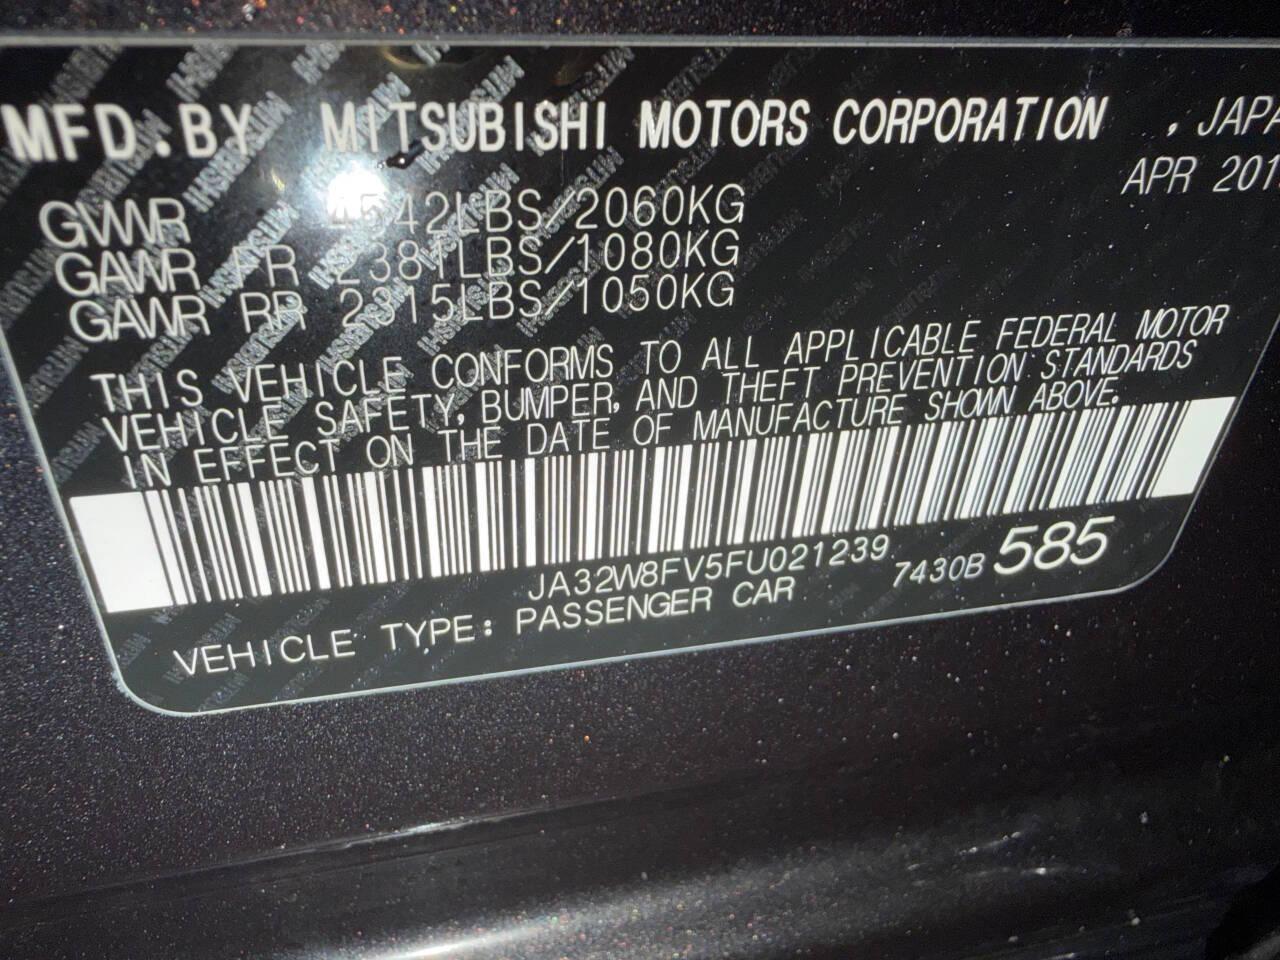 MFD.BY MITSUBISHI MOTORS CORPORATION , JAPA
APR 201
GVWR 4542LBS/2060KG
GAWR FR 2381LBS/1080KG
GAWR RR 2315LBS/1050KG
THIS VEHICLE CONFORMS TO ALL APPLICABLE FEDERAL MOTOR
VEHICLE SAFETY, BUMPER, AND THEFT PREVENTION STANDARDS
IN EFFECT ON THE DATE OF MANUFACTURE SHOWN ABOVE.
JA32W8FV5FU021239
7430B 585
VEHICLE TYPE: PASSENGER CAR